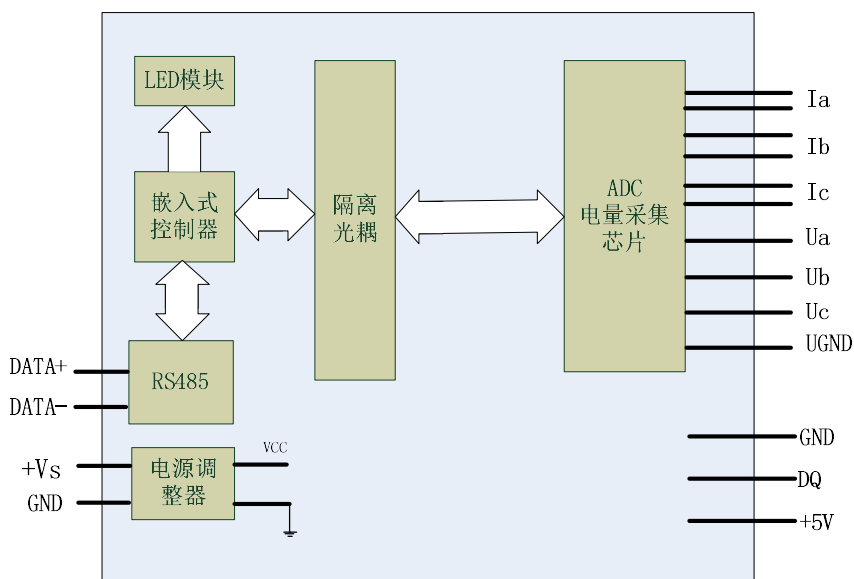 LED模块
嵌入式
控制器
隔离
光耦
ADC
电量采集
芯片
RS485
电源调
整器
VCC
DATA+
DATA-
+Vs
GND
Ia
Ib
Ic
Ua
Ub
Uc
UGND
GND
DQ
+5V